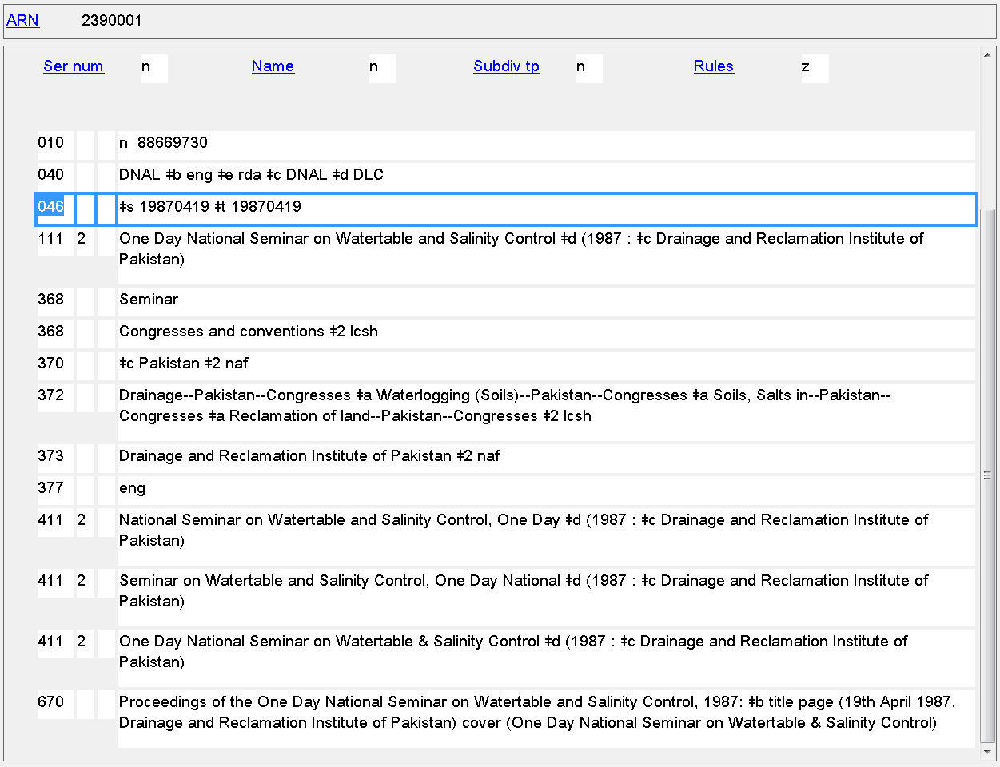 ARN 2390001
Ser num n Name n Subdiv tp n Rules z
010 n  88669730
040 DNAL ǂb eng ǂe rda ǂc DNAL ǂd DLC
046 ǂs 19870419 ǂt 19870419
111 2 One Day National Seminar on Watertable and Salinity Control ǂd (1987 : ǂc Drainage and Reclamation Institute of
Pakistan)
368 Seminar
368 Congresses and conventions ǂ2 lcsh
370 ǂc Pakistan ǂ2 naf
372 Drainage--Pakistan--Congresses ǂa Waterlogging (Soils)--Pakistan--Congresses ǂa Soils, Salts in--Pakistan--
Congresses ǂa Reclamation of land--Pakistan--Congresses ǂ2 lcsh
373 Drainage and Reclamation Institute of Pakistan ǂ2 naf
377 eng
411 2 National Seminar on Watertable and Salinity Control, One Day ǂd (1987 : ǂc Drainage and Reclamation Institute of
Pakistan)
411 2 Seminar on Watertable and Salinity Control, One Day National ǂd (1987 : ǂc Drainage and Reclamation Institute of
Pakistan)
411 2 One Day National Seminar on Watertable & Salinity Control ǂd (1987 : ǂc Drainage and Reclamation Institute of
Pakistan)
670 Proceedings of the One Day National Seminar on Watertable and Salinity Control, 1987: ǂb title page (19th April 1987,
Drainage and Reclamation Institute of Pakistan) cover (One Day National Seminar on Watertable & Salinity Control)